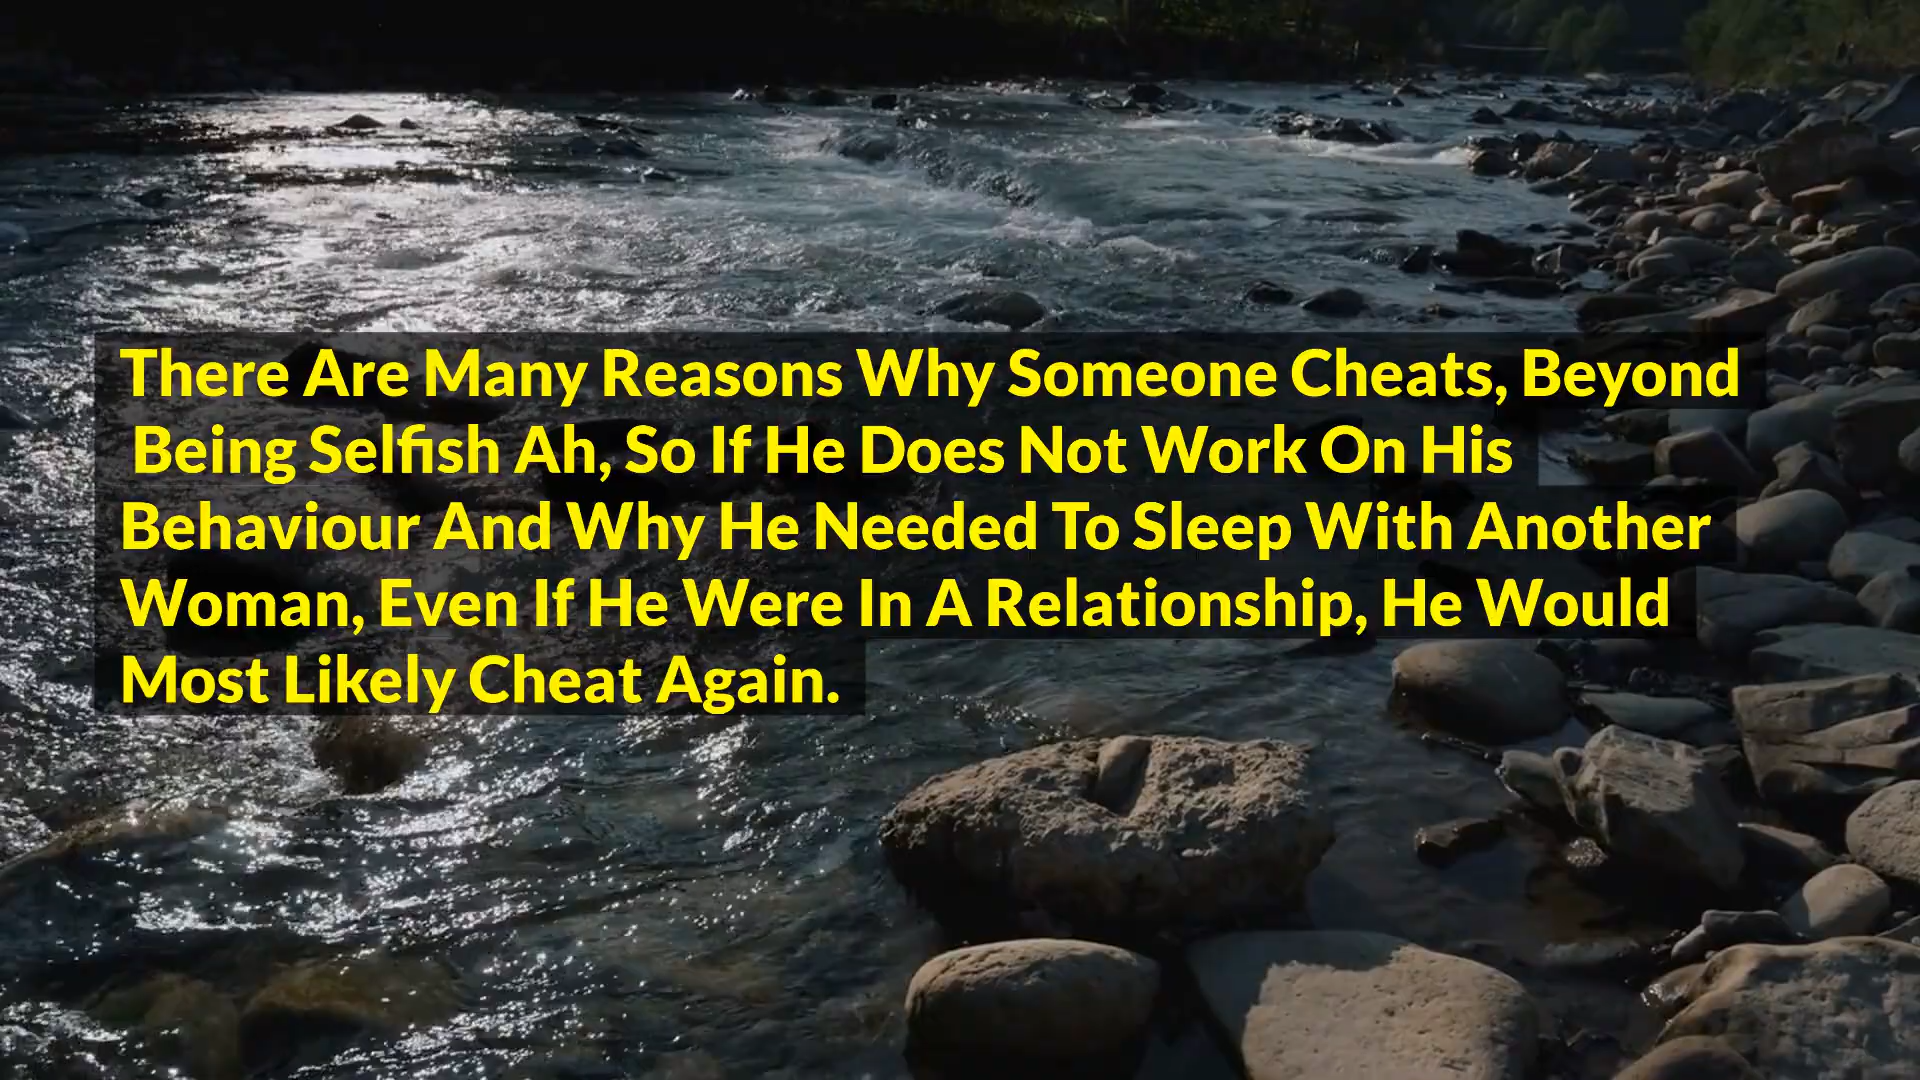 There Are Many Reasons Why Someone Cheats, Beyond
Being Selfish Ah, So If He Does Not Work On His
Behaviour And Why He Needed To Sleep With Another
Woman, Even If He Were In A Relationship, He Would
Most Likely Cheat Again.